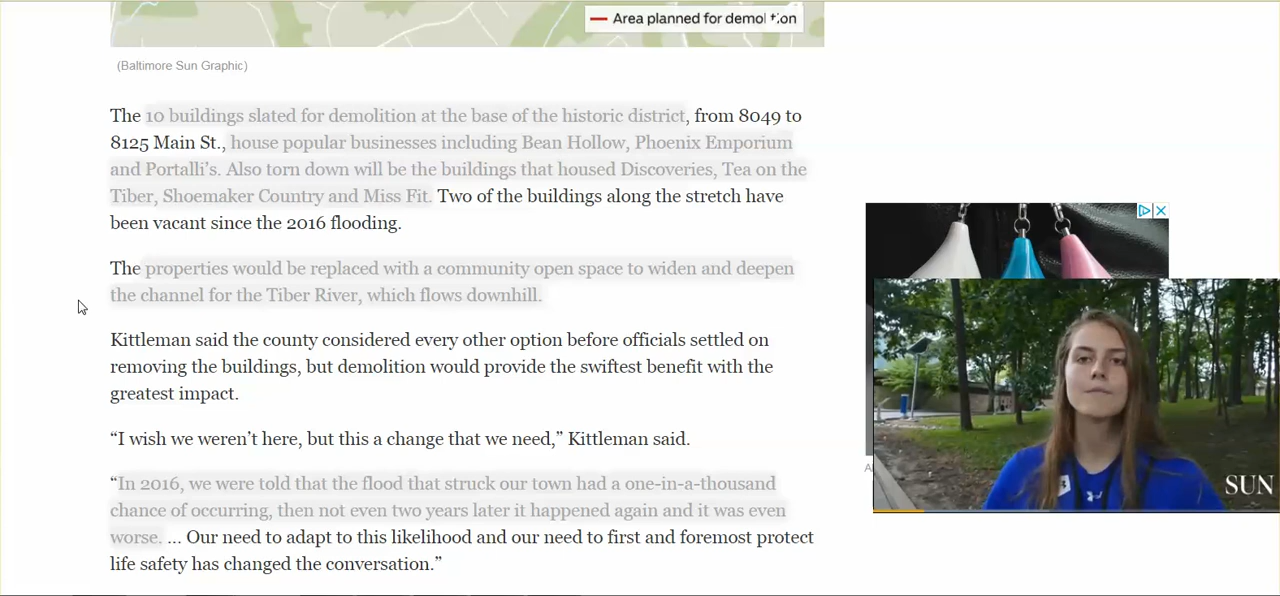 Area planned for demolition
(Baltimore Sun Graphic)
The 10 buildings slated for demolition at the base of the historic district, from 8049 to
8125 Main St., house popular businesses including Bean Hollow, Phoenix Emporium
and Portalli’s. Also torn down will be the buildings that housed Discoveries, Tea on the
Tiber, Shoemaker Country and Miss Fit. Two of the buildings along the stretch have
been vacant since the 2016 flooding.
The properties would be replaced with a community open space to widen and deepen
the channel for the Tiber River, which flows downhill.
Kittleman said the county considered every other option before officials settled on
removing the buildings, but demolition would provide the swiftest benefit with the
greatest impact.
“I wish we weren’t here, but this a change that we need,” Kittleman said.
“In 2016, we were told that the flood that struck our town had a one-in-a-thousand
chance of occurring, then not even two years later it happened again and it was even
worse. ... Our need to adapt to this likelihood and our need to first and foremost protect
life safety has changed the conversation.”
SUN